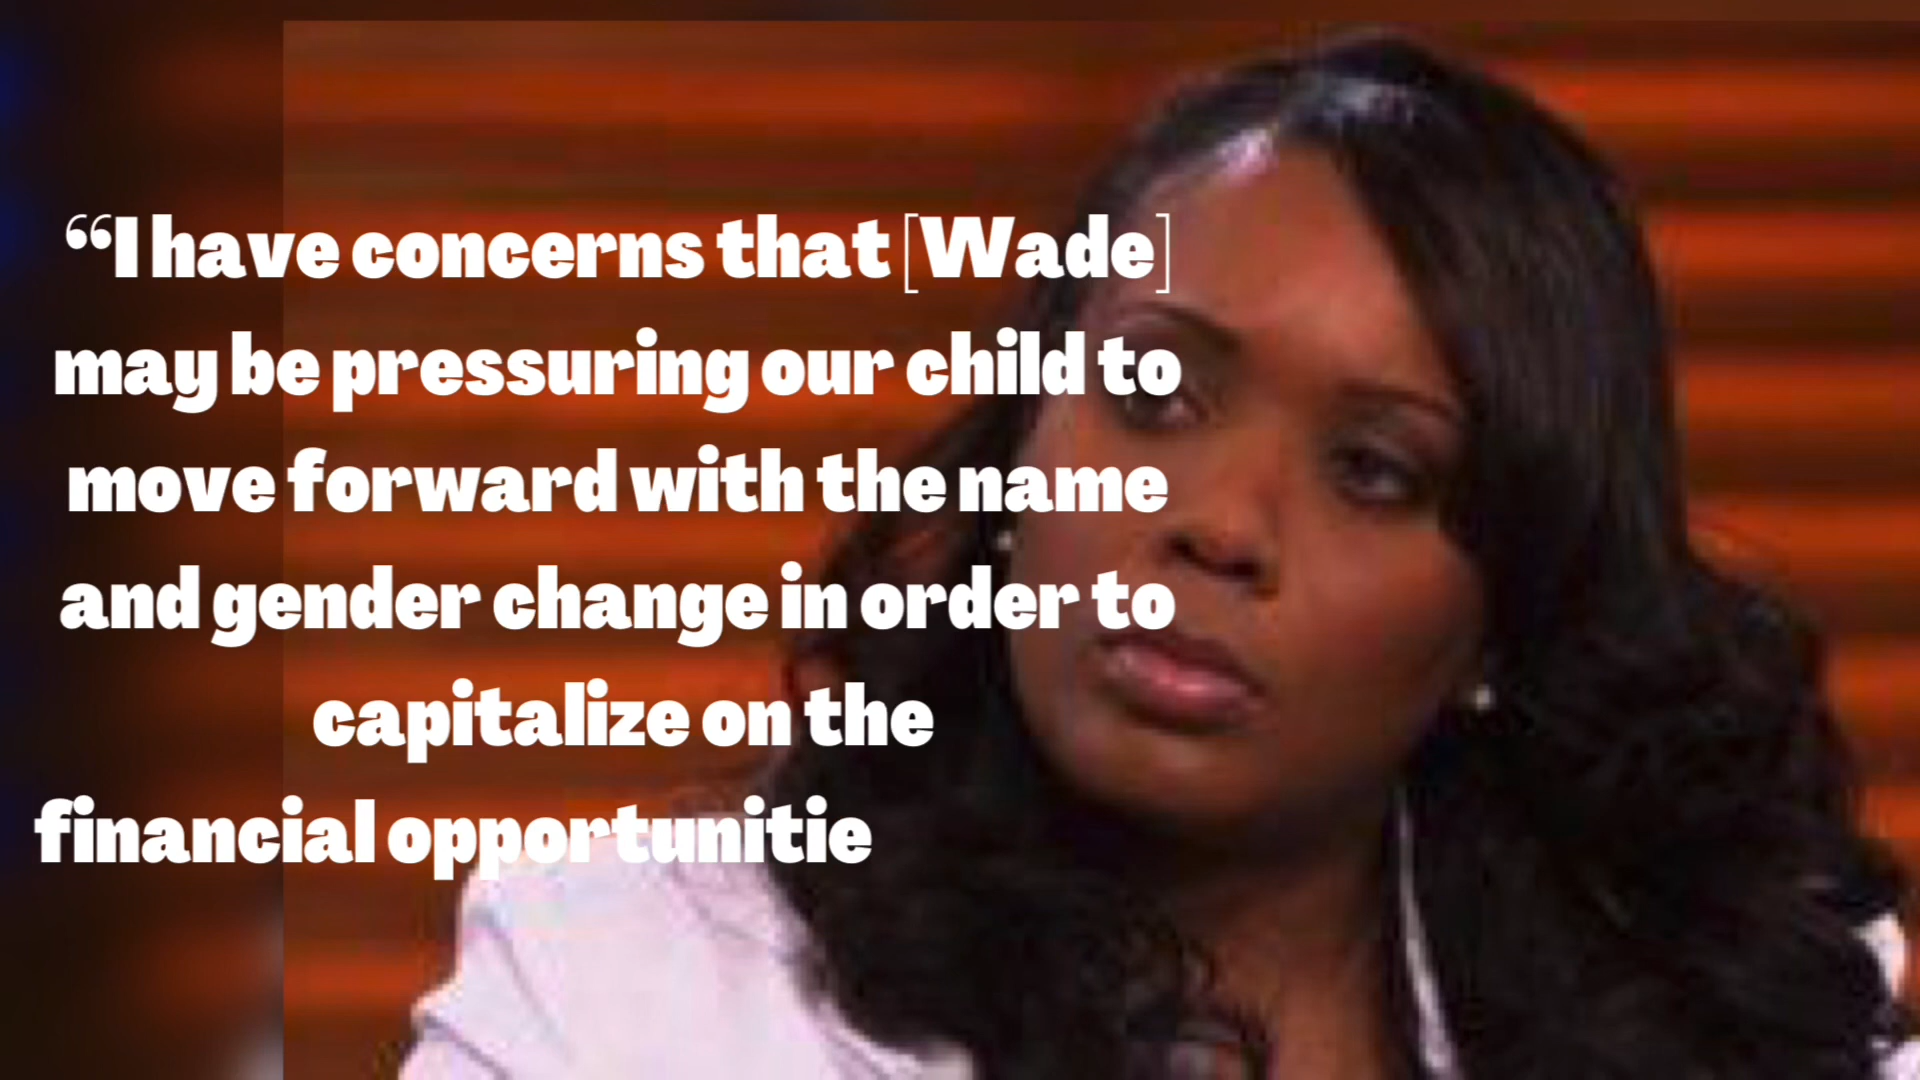 “I have concerns that [Wade]
may be pressuring our child to
move forward with the name
and gender change in order to
capitalize on the
financial opportunitie